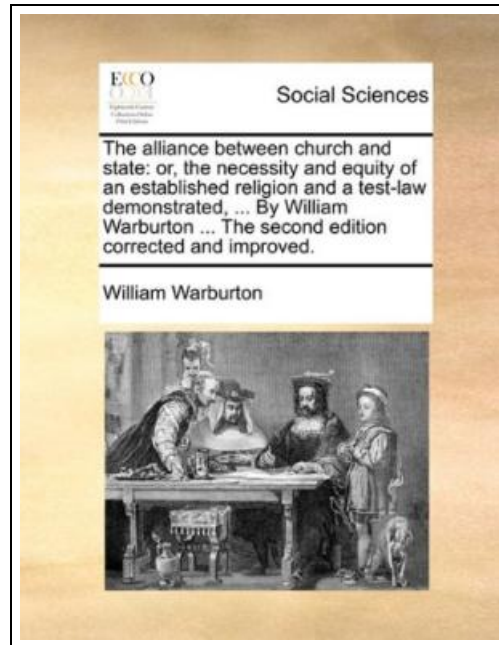 ECCO
Social Sciences
The alliance between church and
state: or, the necessity and equity of
an established religion and a test-law
demonstrated, ... By William
Warburton ... The second edition
corrected and improved.
William Warburton